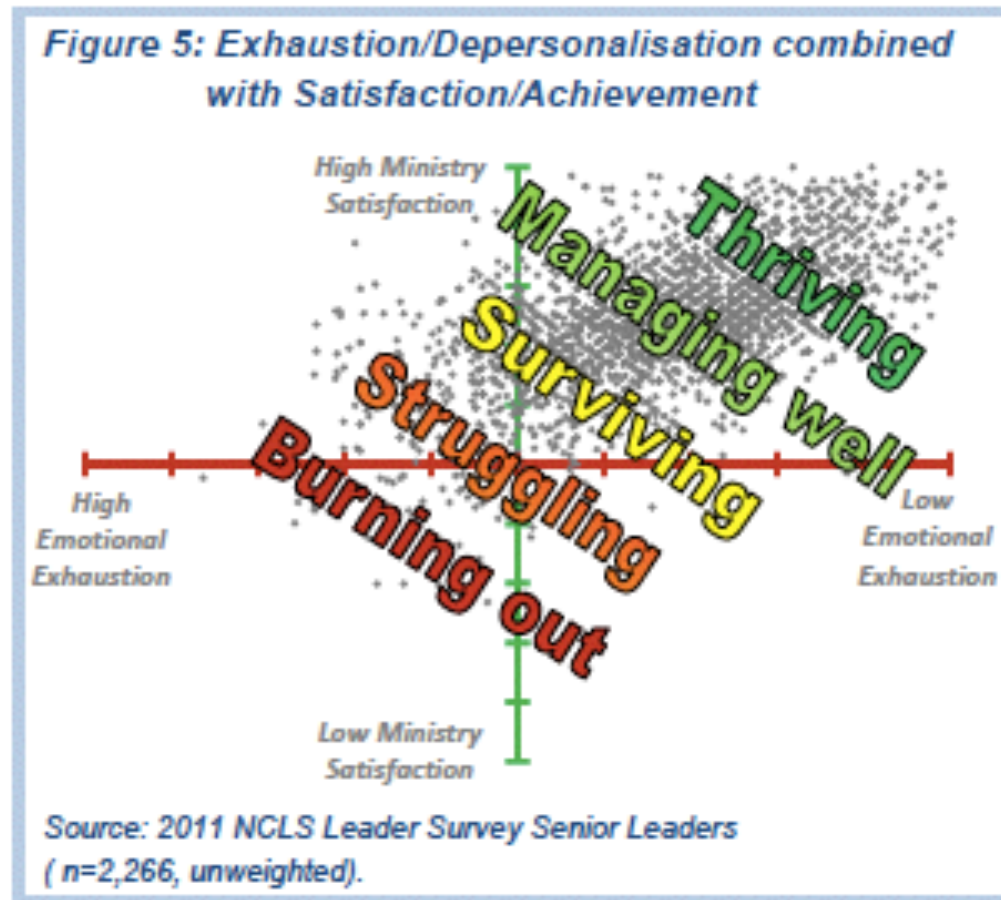 Figure 5: Exhaustion/Depersonalisation combined
with Satisfaction/Achievement
High Ministry
Satisfaction
Thriving
Managing well
Surviving
Struggling
Burning out
High
Emotional
Exhaustion
Low
Emotional
Exhaustion
Low Ministry
Satisfaction
Source: 2011 NCLS Leader Survey Senior Leaders
( n=2,266, unweighted).